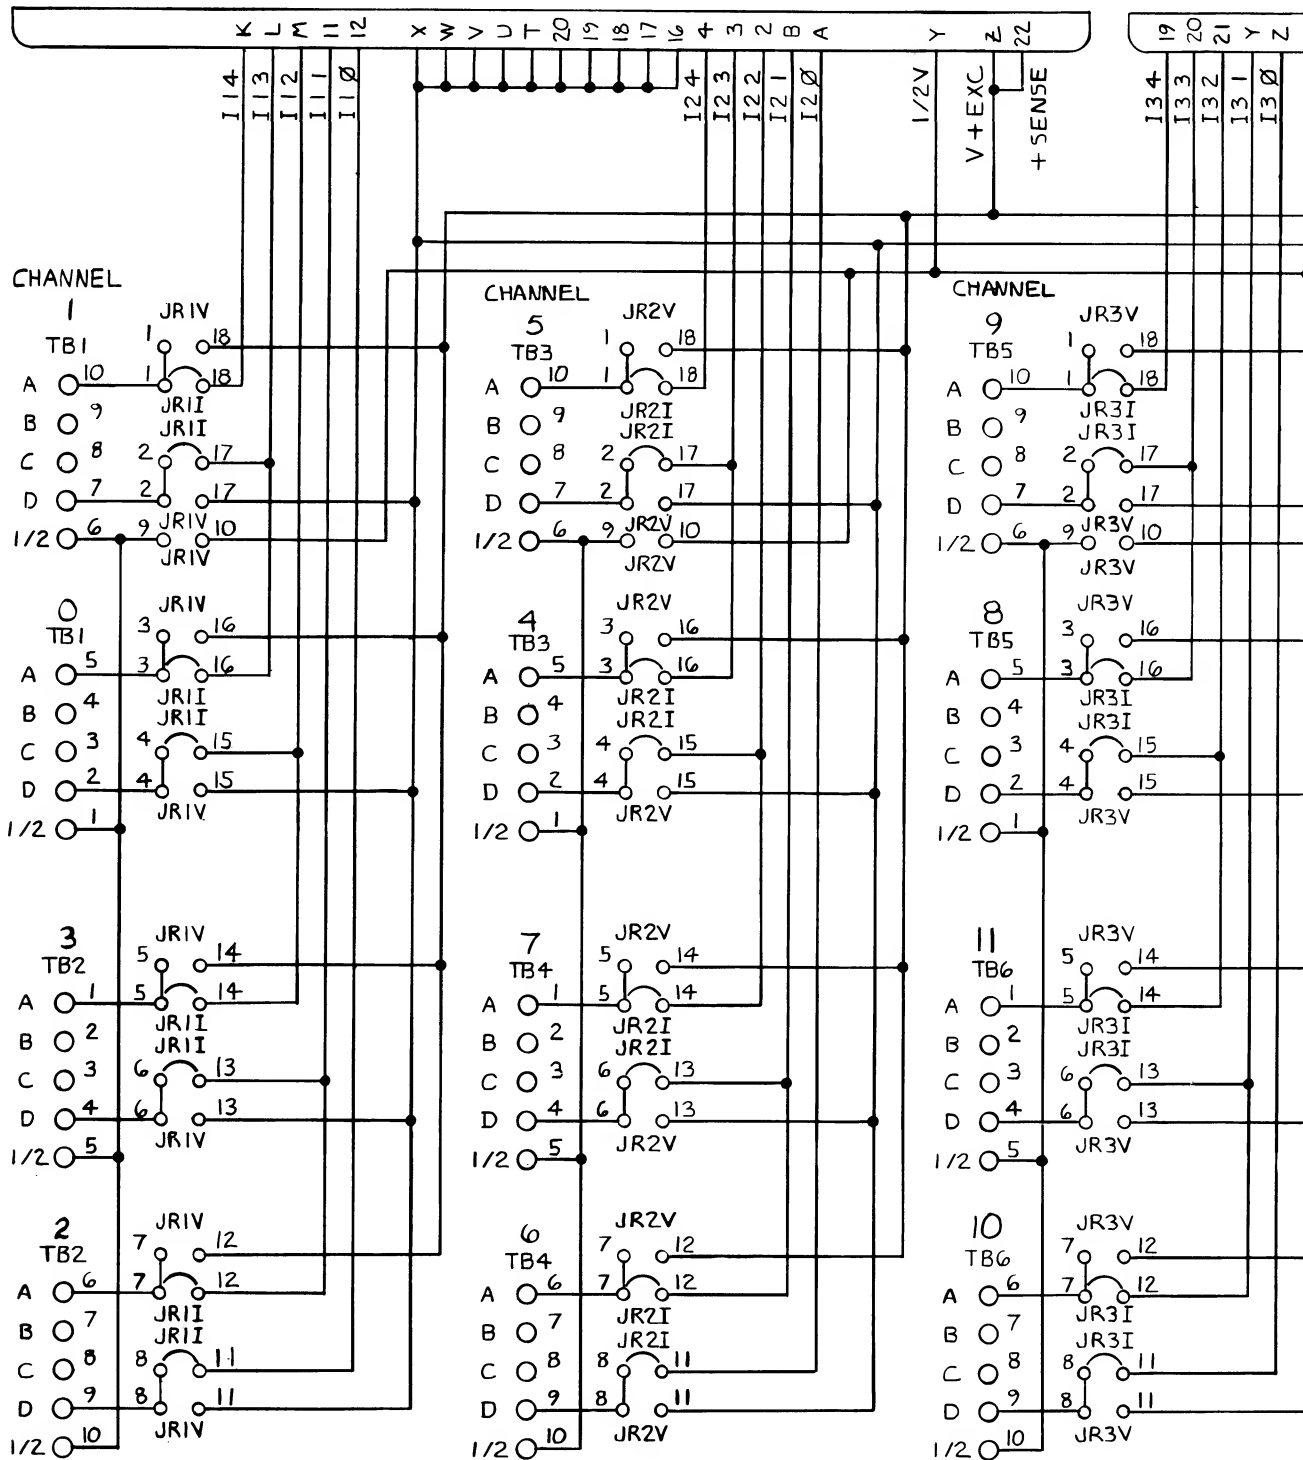 K L M 11 12 X W V U T 20 19 18 17 16 4 3 2 B A Y Z 22 19 20 21 Y Z
I14 I13 I12 I11 I1Ø I24 I23 I22 I21 I2Ø 1/2V V+EXC +SENSE I34 I33 I32 I31 I3Ø
CHANNEL
1
TB1
JR1V
1 18
A 10 1 18
JR1I
B 9
JR1I
C 8 2 17
D 7 2 17
JR1V
1/2 6 9 10
JR1V
0
TB1
JR1V
3 16
A 5 3 16
JR1I
B 4
JR1I
C 3 4 15
D 2 4 15
JR1V
1/2 1
3
TB2
JR1V
5 14
A 1 5 14
JR1I
B 2
JR1I
C 3 6 13
D 4 6 13
JR1V
1/2 5
2
TB2
JR1V
7 12
A 6 7 12
JR1I
B 7
JR1I
C 8 8 11
D 9 8 11
JR1V
1/2 10
CHANNEL
5
TB3
JR2V
1 18
A 10 1 18
JR2I
B 9
JR2I
C 8 2 17
D 7 2 17
JR2V
1/2 6 9 10
JR2V
4
TB3
JR2V
3 16
A 5 3 16
JR2I
B 4
JR2I
C 3 4 15
D 2 4 15
JR2V
1/2 1
7
TB4
JR2V
5 14
A 1 5 14
JR2I
B 2
JR2I
C 3 6 13
D 4 6 13
JR2V
1/2 5
6
TB4
JR2V
7 12
A 6 7 12
JR2I
B 7
JR2I
C 8 8 11
D 9 8 11
JR2V
1/2 10
CHANNEL
9
TB5
JR3V
1 18
A 10 1 18
JR3I
B 9
JR3I
C 8 2 17
D 7 2 17
JR3V
1/2 6 9 10
JR3V
8
TB5
JR3V
3 16
A 5 3 16
JR3I
B 4
JR3I
C 3 4 15
D 2 4 15
JR3V
1/2 1
11
TB6
JR3V
5 14
A 1 5 14
JR3I
B 2
JR3I
C 3 6 13
D 4 6 13
JR3V
1/2 5
10
TB6
JR3V
7 12
A 6 7 12
JR3I
B 7
JR3I
C 8 8 11
D 9 8 11
JR3V
1/2 10